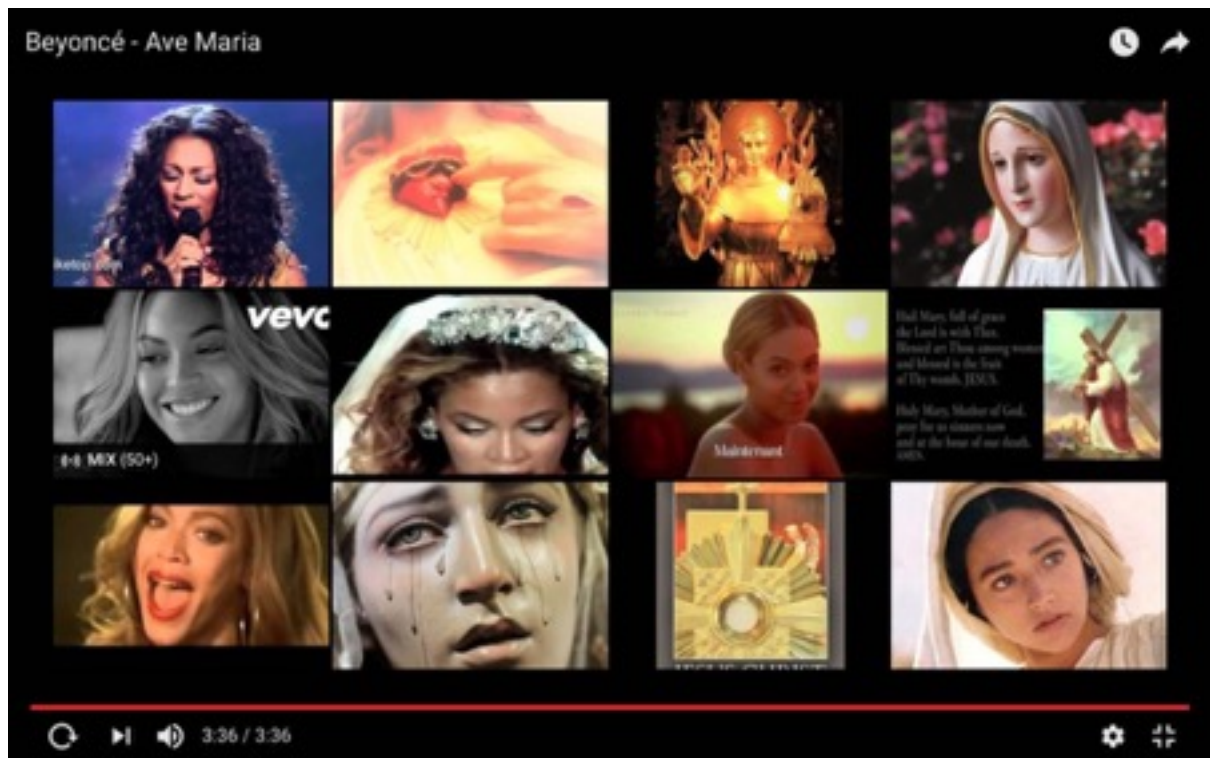 Beyoncé - Ave Maria
vevo
Maintenant
Hail Mary, full of grace
the Lord is with Thee.
Blessed art Thou among women
and blessed is the fruit
of Thy womb, JESUS.
Holy Mary, Mother of God,
pray for us sinners now
and at the hour of our death.
AMEN.
MIX (50+)
JESUS CHRIST
3:36 / 3:36